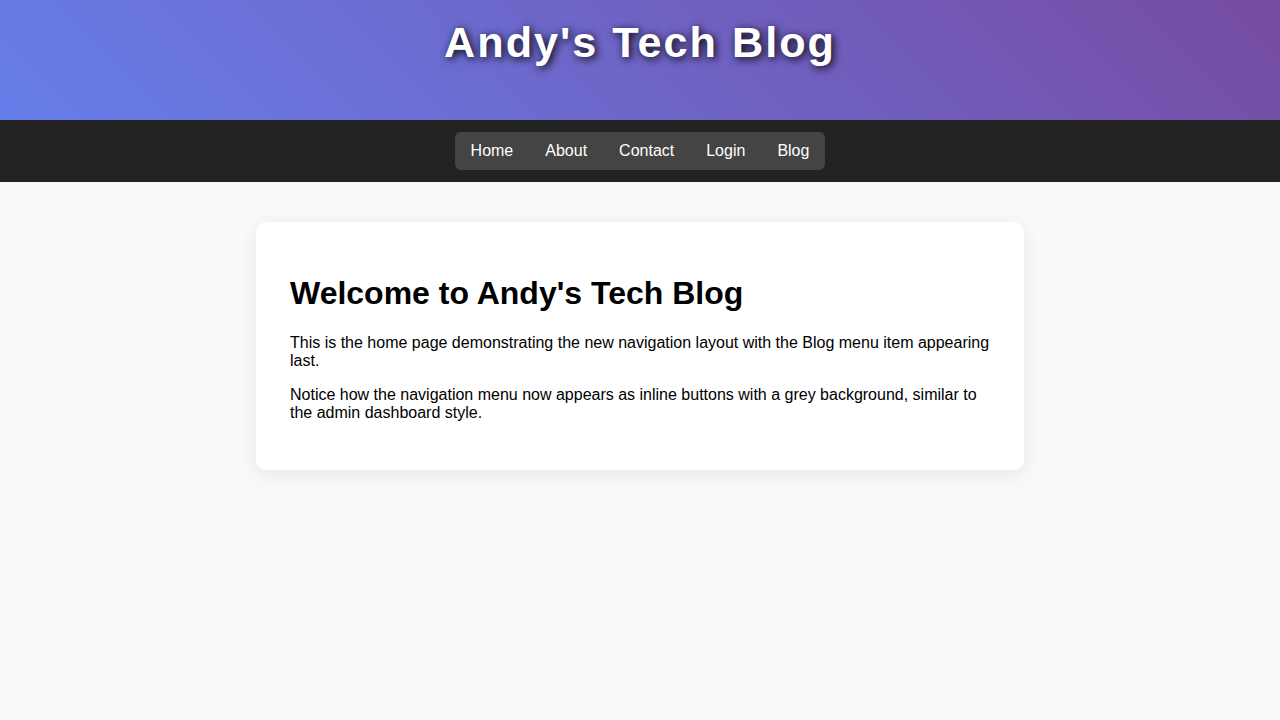 Andy's Tech Blog
Home About Contact Login Blog
Welcome to Andy's Tech Blog
This is the home page demonstrating the new navigation layout with the Blog menu item appearing
last.
Notice how the navigation menu now appears as inline buttons with a grey background, similar to
the admin dashboard style.